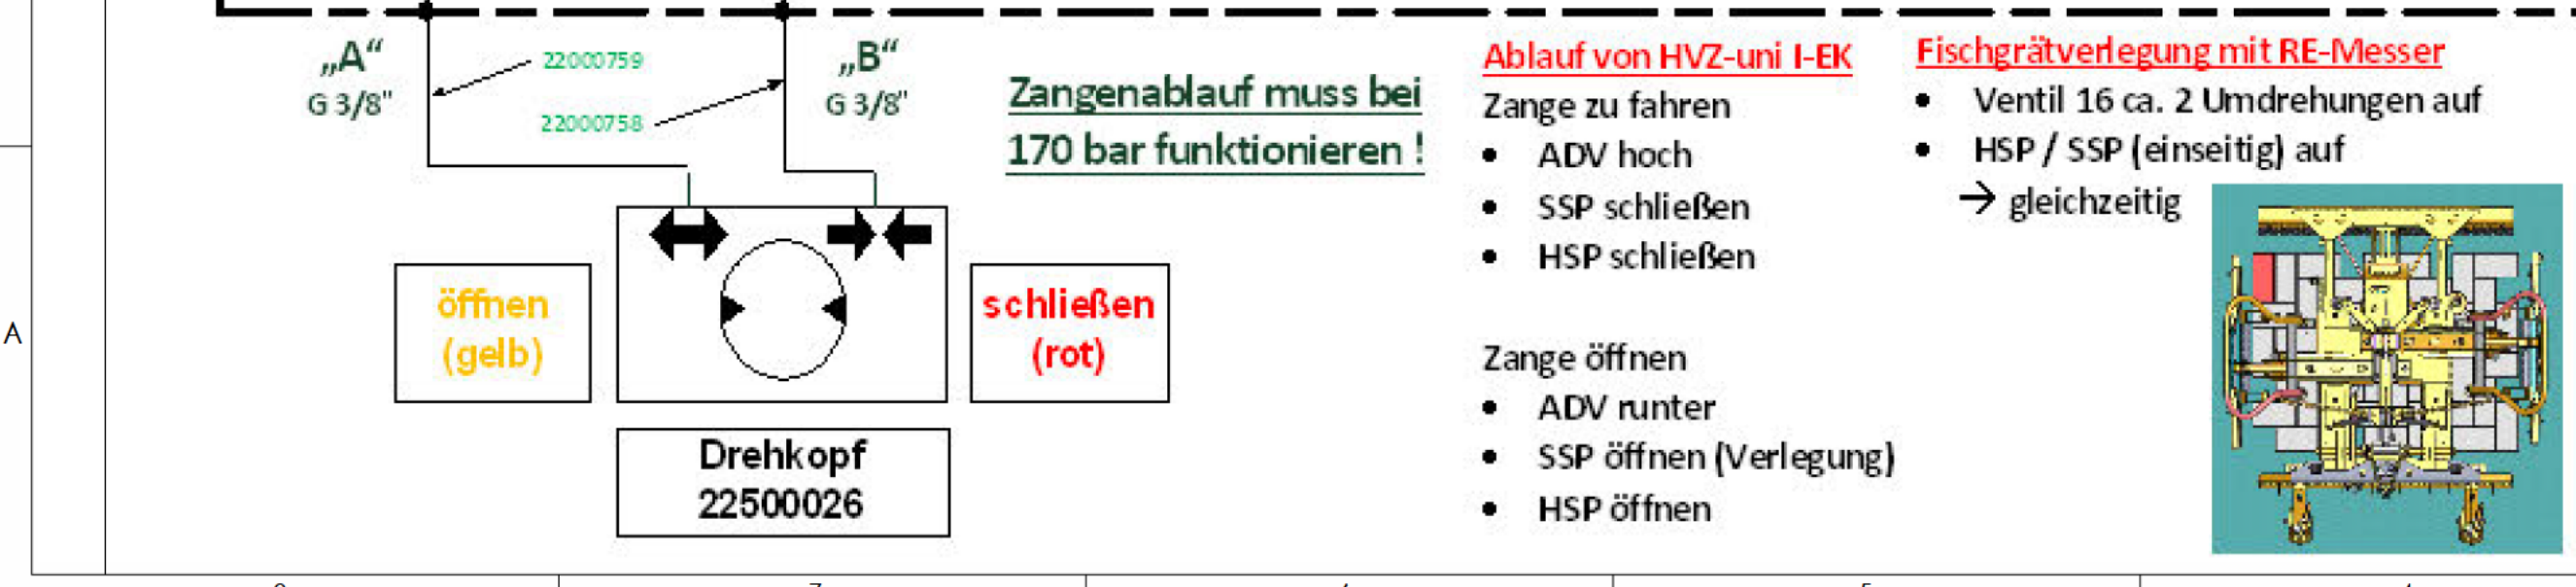 „A“
G 3/8"
22000759
22000758
„B“
G 3/8"
Zangenablauf muss bei
170 bar funktionieren !
öffnen
(gelb)
schließen
(rot)
Drehkopf
22500026
Ablauf von HVZ-uni I-EK
Zange zu fahren
• ADV hoch
• SSP schließen
• HSP schließen
Zange öffnen
• ADV runter
• SSP öffnen (Verlegung)
• HSP öffnen
Fischgrätverlegung mit RE-Messer
• Ventil 16 ca. 2 Umdrehungen auf
• HSP / SSP (einseitig) auf
→ gleichzeitig
A